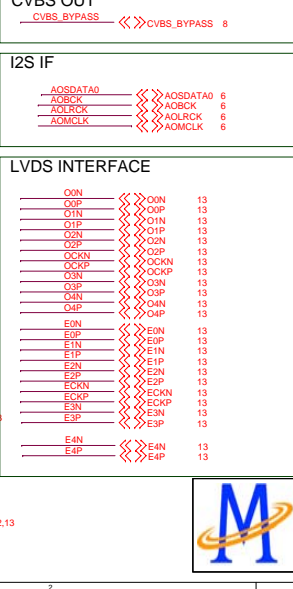 CVBS OUT
CVBS_BYPASS CVBS_BYPASS 8
I2S IF
AOSDATA0 AOSDATA0 6
AOBCK AOBCK 6
AOLRCK AOLRCK 6
AOMCLK AOMCLK 6
LVDS INTERFACE
O0N O0N 13
O0P O0P 13
O1N O1N 13
O1P O1P 13
O2N O2N 13
O2P O2P 13
OCKN OCKN 13
OCKP OCKP 13
O3N O3N 13
O3P O3P 13
O4N O4N 13
O4P O4P 13
E0N E0N 13
E0P E0P 13
E1N E1N 13
E1P E1P 13
E2N E2N 13
E2P E2P 13
ECKN ECKN 13
ECKP ECKP 13
E3N E3N 13
E3P E3P 13
E4N E4N 13
E4P E4P 13
2,13
M
2